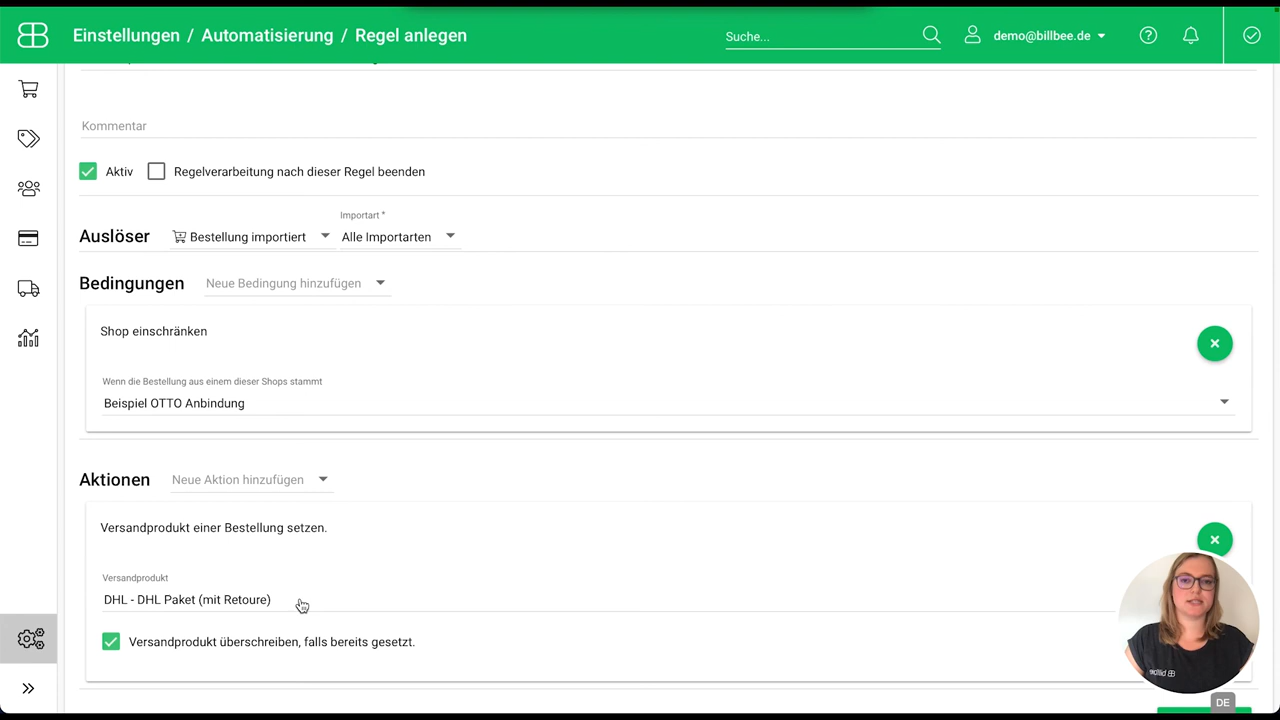 Einstellungen / Automatisierung / Regel anlegen
Suche...
demo@billbee.de
Kommentar
Aktiv
Regelverarbeitung nach dieser Regel beenden
Importart *
Auslöser
Bestellung importiert
Alle Importarten
Bedingungen
Neue Bedingung hinzufügen
Shop einschränken
Wenn die Bestellung aus einem dieser Shops stammt
Beispiel OTTO Anbindung
Aktionen
Neue Aktion hinzufügen
Versandprodukt einer Bestellung setzen.
Versandprodukt
DHL - DHL Paket (mit Retoure)
Versandprodukt überschreiben, falls bereits gesetzt.
DE